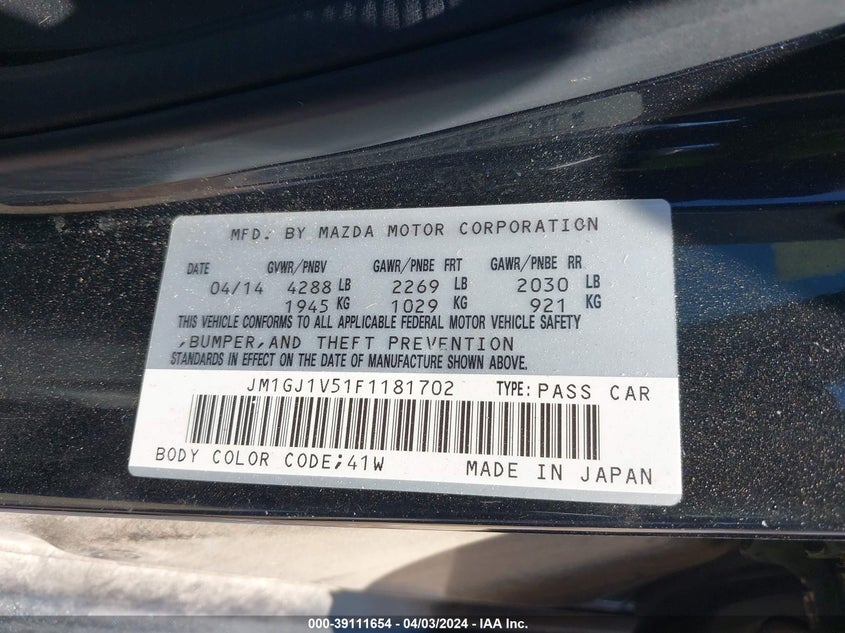 MFD. BY MAZDA MOTOR CORPORATION
DATE GVWR/PNBV GAWR/PNBE FRT GAWR/PNBE RR
04/14 4288 LB 2269 LB 2030 LB
1945 KG 1029 KG 921 KG
THIS VEHICLE CONFORMS TO ALL APPLICABLE FEDERAL MOTOR VEHICLE SAFETY
,BUMPER,AND THEFT PREVENTION
STANDARDS IN EFFECT ON THE DATE OF MANUFACTURE SHOWN ABOVE.
JM1GJ1V51F1181702 TYPE: PASS CAR
BODY COLOR CODE;41W MADE IN JAPAN
000-39111654 - 04/03/2024 - IAA Inc.